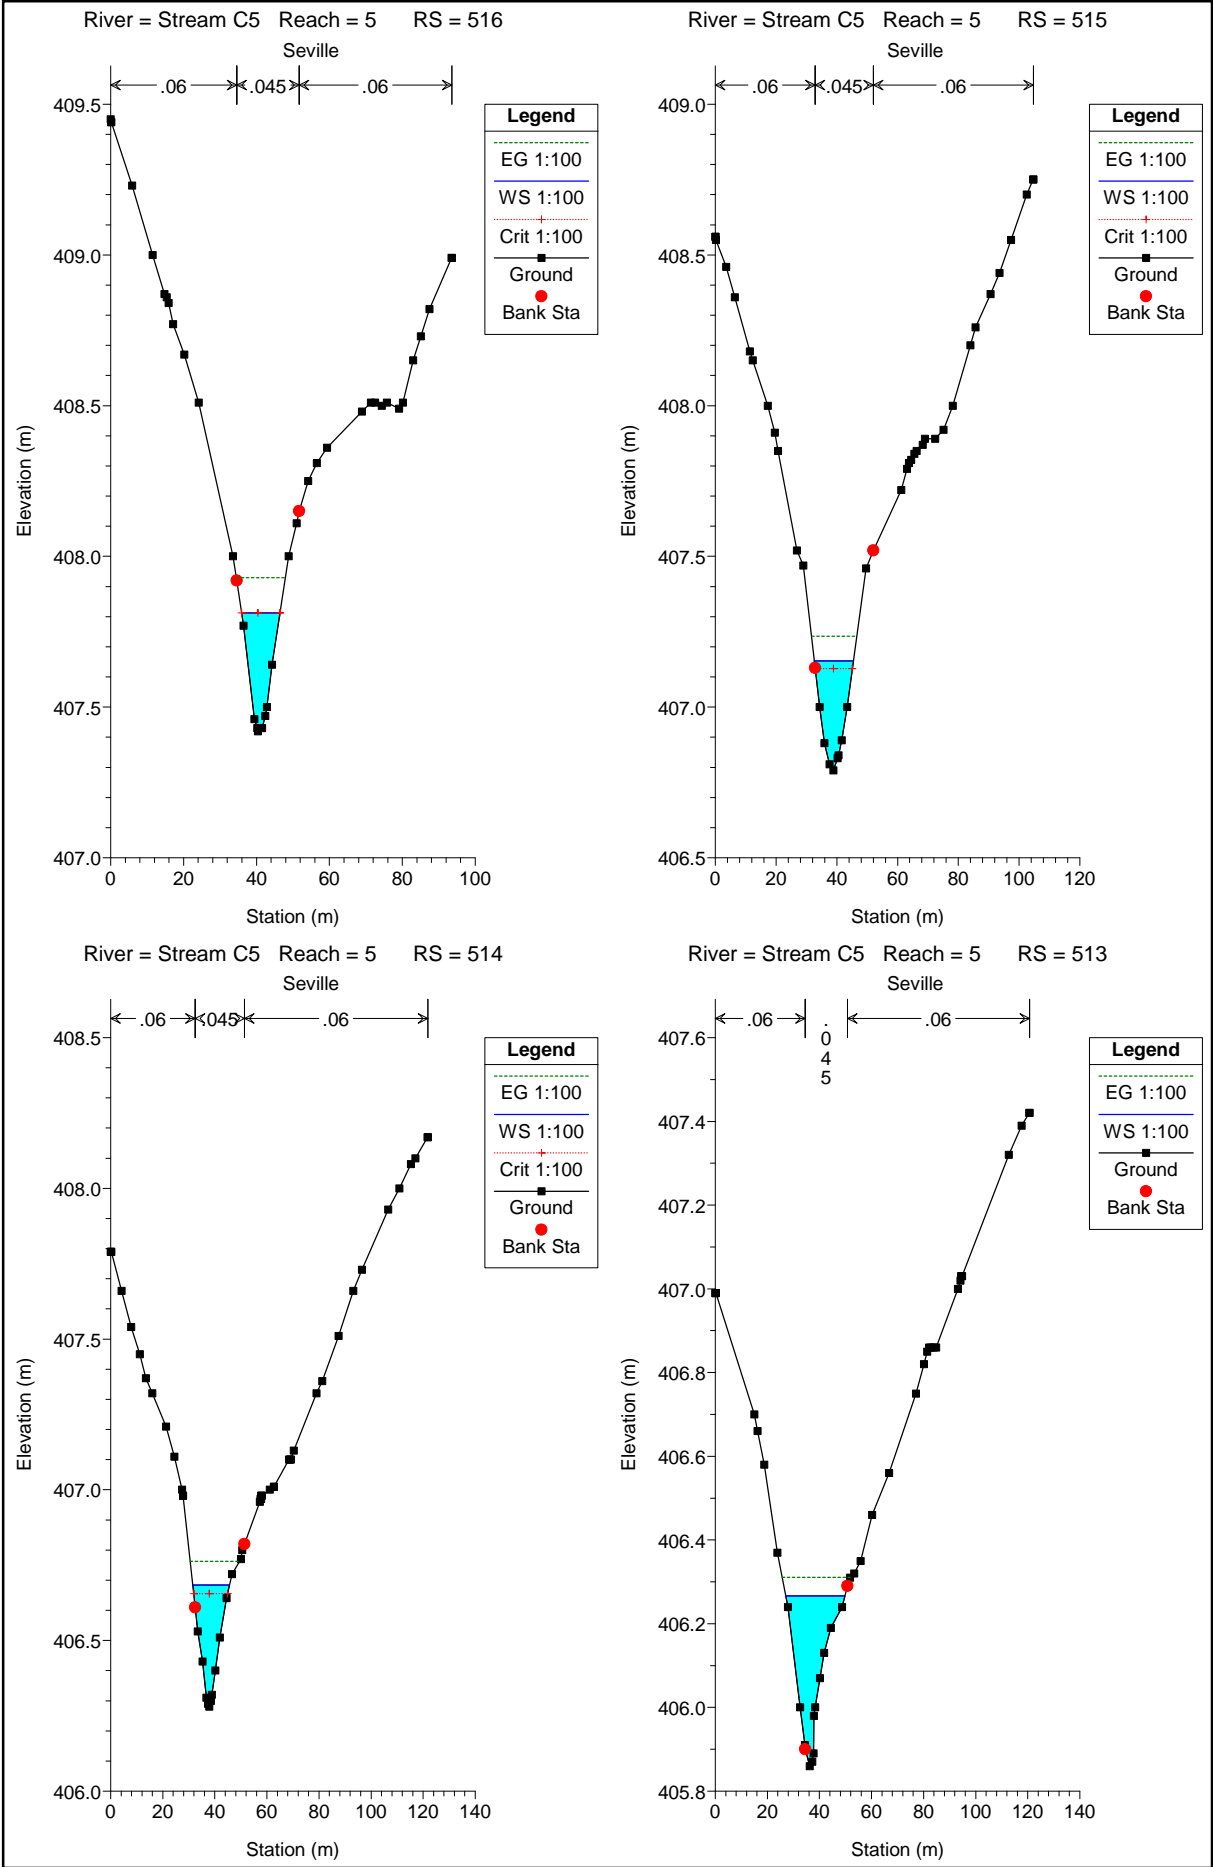 River = Stream C5 Reach = 5 RS = 516
Seville
.06 .045 .06
Legend
EG 1:100
WS 1:100
Crit 1:100
Ground
Bank Sta
409.5
409.0
408.5
408.0
407.5
407.0
Elevation (m)
0 20 40 60 80 100
Station (m)
River = Stream C5 Reach = 5 RS = 515
Seville
.06 .045 .06
Legend
EG 1:100
WS 1:100
Crit 1:100
Ground
Bank Sta
409.0
408.5
408.0
407.5
407.0
406.5
Elevation (m)
0 20 40 60 80 100 120
Station (m)
River = Stream C5 Reach = 5 RS = 514
Seville
.06 .045 .06
Legend
EG 1:100
WS 1:100
Crit 1:100
Ground
Bank Sta
408.5
408.0
407.5
407.0
406.5
406.0
Elevation (m)
0 20 40 60 80 100 120 140
Station (m)
River = Stream C5 Reach = 5 RS = 513
Seville
.06 .045 .06
Legend
EG 1:100
WS 1:100
Ground
Bank Sta
407.6
407.4
407.2
407.0
406.8
406.6
406.4
406.2
406.0
405.8
Elevation (m)
0 20 40 60 80 100 120 140
Station (m)